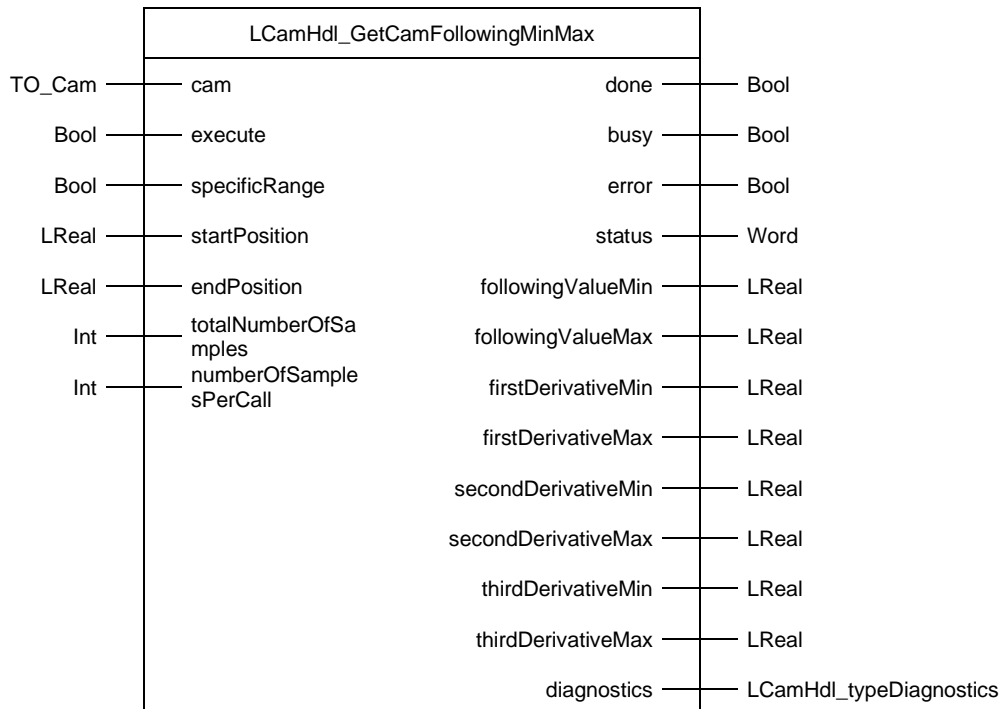 LCamHdl_GetCamFollowingMinMax
TO_Cam cam done Bool
Bool execute busy Bool
Bool specificRange error Bool
LReal startPosition status Word
LReal endPosition followingValueMin LReal
Int totalNumberOfSa
mples followingValueMax LReal
Int numberOfSample
sPerCall firstDerivativeMin LReal
firstDerivativeMax LReal
secondDerivativeMin LReal
secondDerivativeMax LReal
thirdDerivativeMin LReal
thirdDerivativeMax LReal
diagnostics LCamHdl_typeDiagnostics